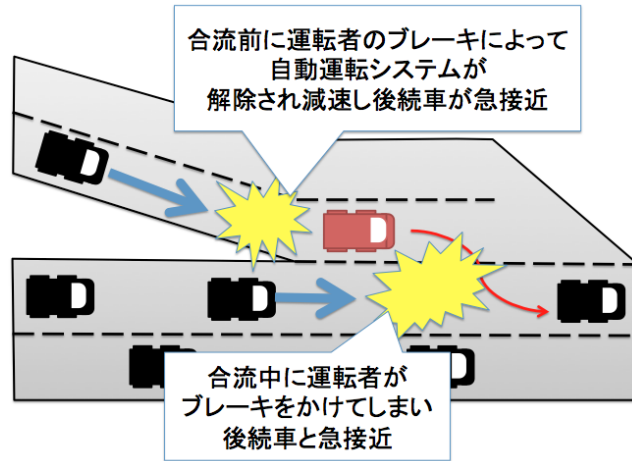 合流前に運転者のブレーキによって
自動運転システムが
解除され減速し後続車が急接近
合流中に運転者が
ブレーキをかけてしまい
後続車と急接近